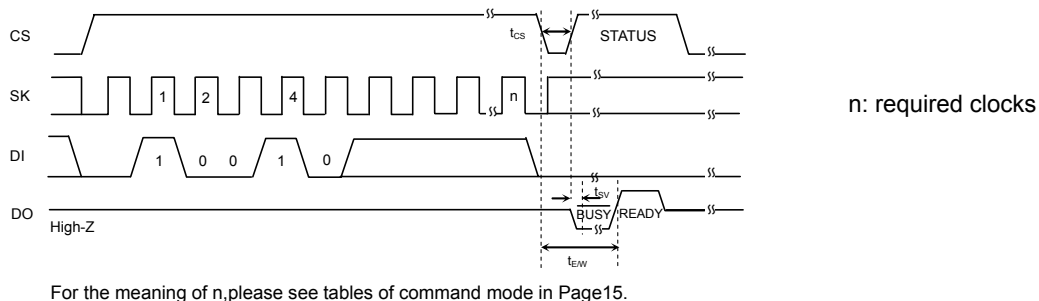 CS
tCS
STATUS
SK
1 2 4 n
n: required clocks
DI
1 0 0 1 0
tSV
DO
BUSY READY
High-Z
tE/W
For the meaning of n,please see tables of command mode in Page15.